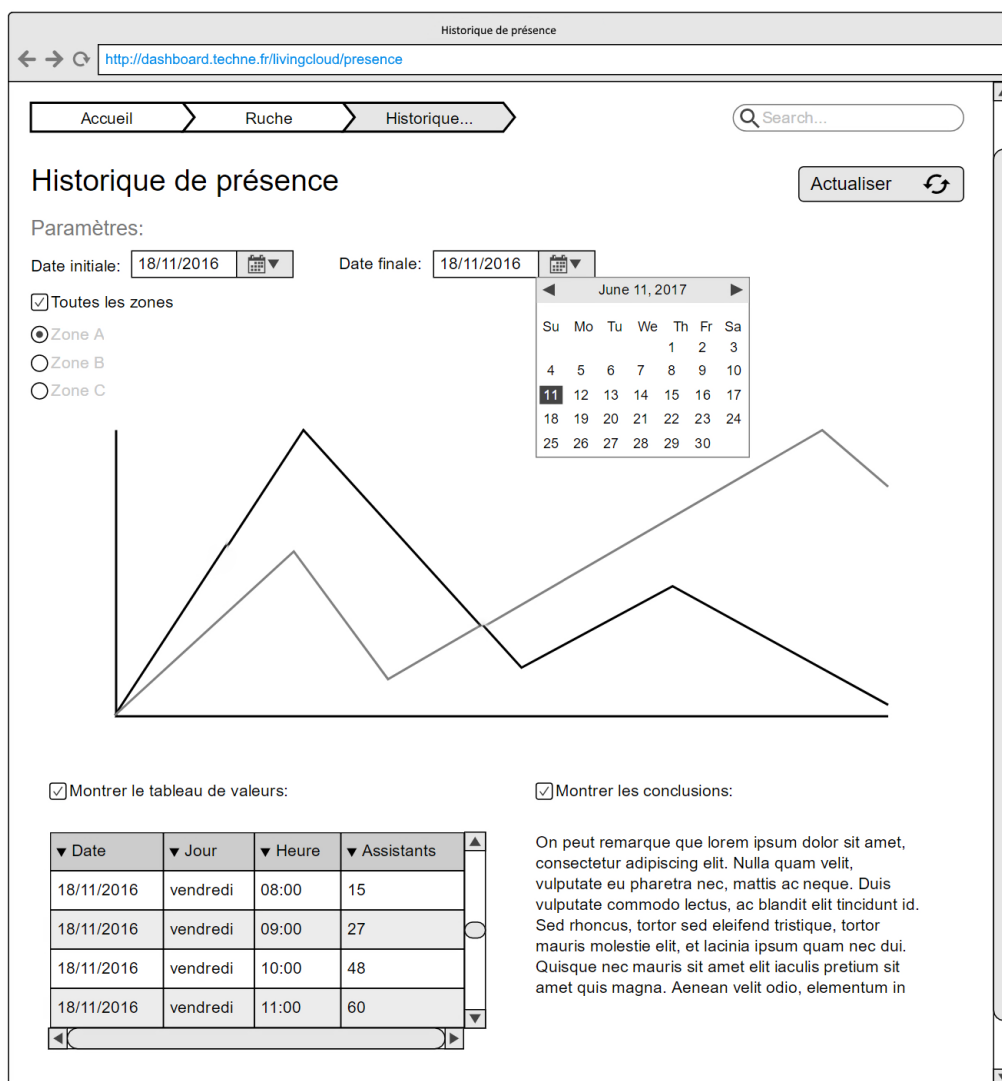 Historique de présence
http://dashboard.techne.fr/livingcloud/presence
Accueil Ruche Historique... Search...
Historique de présence Actualiser
Paramètres:
Date initiale: 18/11/2016 Date finale: 18/11/2016
June 11, 2017
Toutes les zones
Su Mo Tu We Th Fr Sa
Zone A
1 2 3
Zone B
4 5 6 7 8 9 10
Zone C
11 12 13 14 15 16 17
18 19 20 21 22 23 24
25 26 27 28 29 30
Montrer le tableau de valeurs:
Date Jour Heure Assistants
18/11/2016 vendredi 08:00 15
18/11/2016 vendredi 09:00 27
18/11/2016 vendredi 10:00 48
18/11/2016 vendredi 11:00 60
Montrer les conclusions:
On peut remarque que lorem ipsum dolor sit amet,
consectetur adipiscing elit. Nulla quam velit,
vulputate eu pharetra nec, mattis ac neque. Duis
vulputate commodo lectus, ac blandit elit tincidunt id.
Sed rhoncus, tortor sed eleifend tristique, tortor
mauris molestie elit, et lacinia ipsum quam nec dui.
Quisque nec mauris sit amet elit iaculis pretium sit
amet quis magna. Aenean velit odio, elementum in